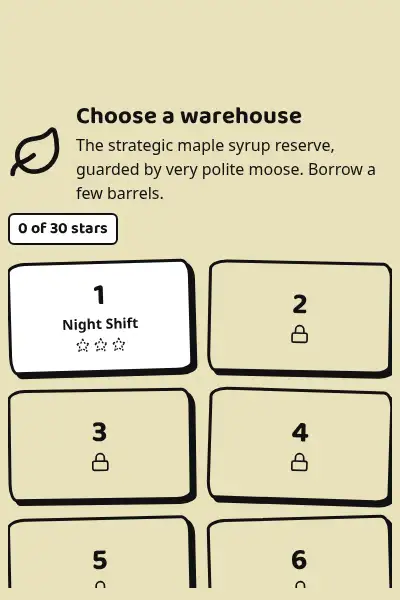 Choose a warehouse
The strategic maple syrup reserve,
guarded by very polite moose. Borrow a
few barrels.
0 of 30 stars
1
Night Shift
2
3
4
5
6